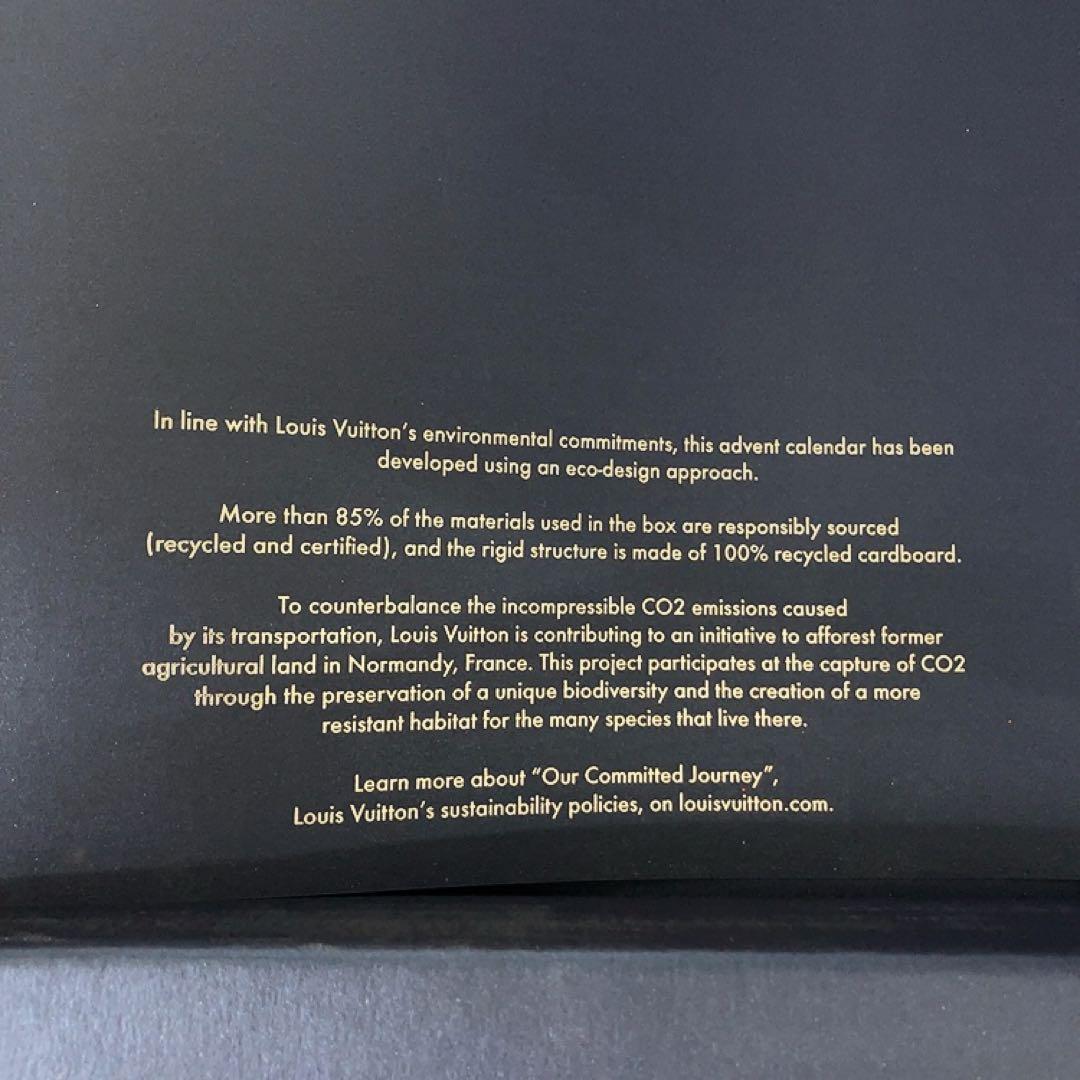 In line with Louis Vuitton's environmental commitments, this advent calendar has been
developed using an eco-design approach.
More than 85% of the materials used in the box are responsibly sourced
(recycled and certified), and the rigid structure is made of 100% recycled cardboard.
To counterbalance the incompressible CO2 emissions caused
by its transportation, Louis Vuitton is contributing to an initiative to afforest former
agricultural land in Normandy, France. This project participates at the capture of CO2
through the preservation of a unique biodiversity and the creation of a more
resistant habitat for the many species that live there.
Learn more about “Our Committed Journey”,
Louis Vuitton's sustainability policies, on louisvuitton.com.